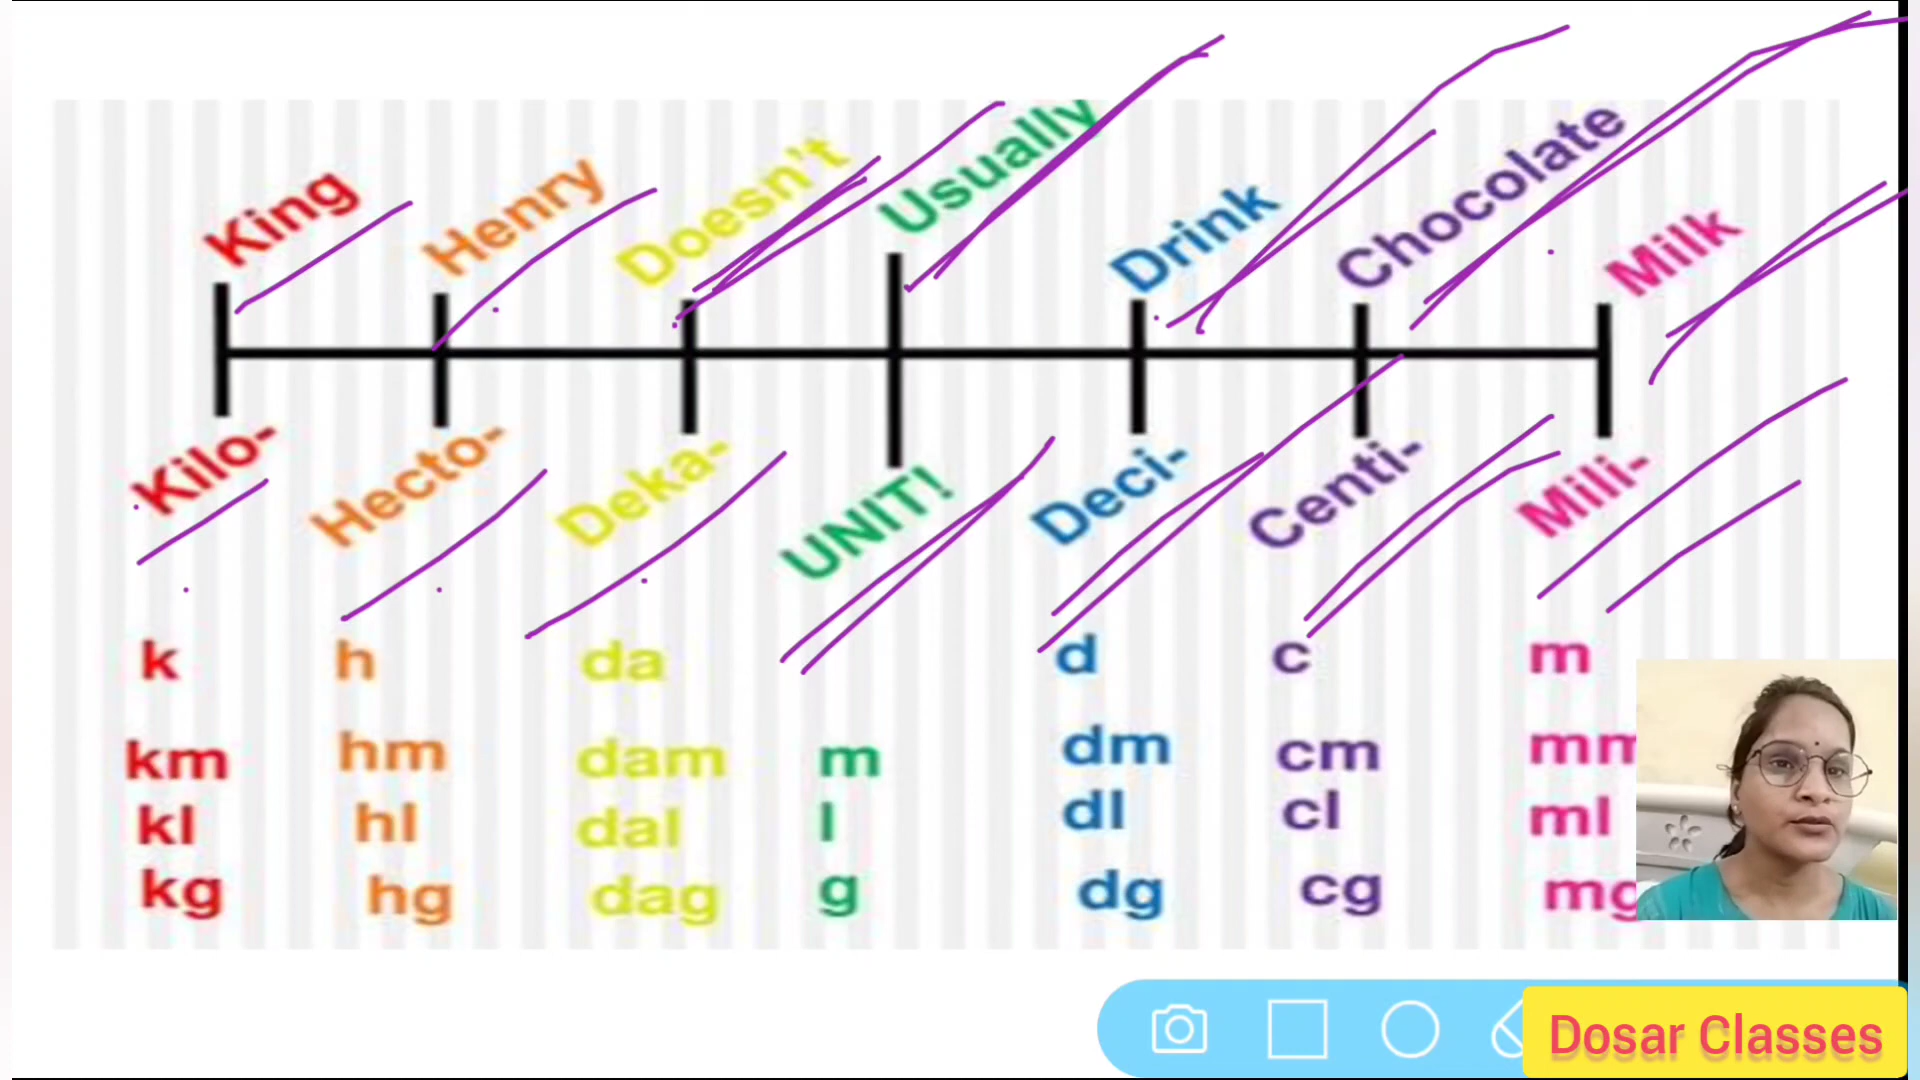 King Henry Doesn't Usually Drink Chocolate Milk
Kilo- Hecto- Deka- UNIT! Deci- Centi- Mili-
k h da d c m
km hm dam m dm cm mm
kl hl dal l dl cl ml
kg hg dag g dg cg mg
Dosar Classes